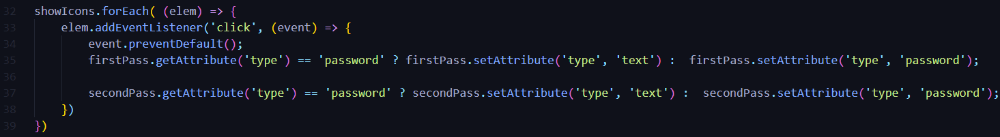 32 showIcons.forEach( (elem) => {
33     elem.addEventListener('click', (event) => {
34         event.preventDefault();
35         firstPass.getAttribute('type') == 'password' ? firstPass.setAttribute('type', 'text') :  firstPass.setAttribute('type', 'password');
36
37         secondPass.getAttribute('type') == 'password' ? secondPass.setAttribute('type', 'text') :  secondPass.setAttribute('type', 'password');
38     })
39 })